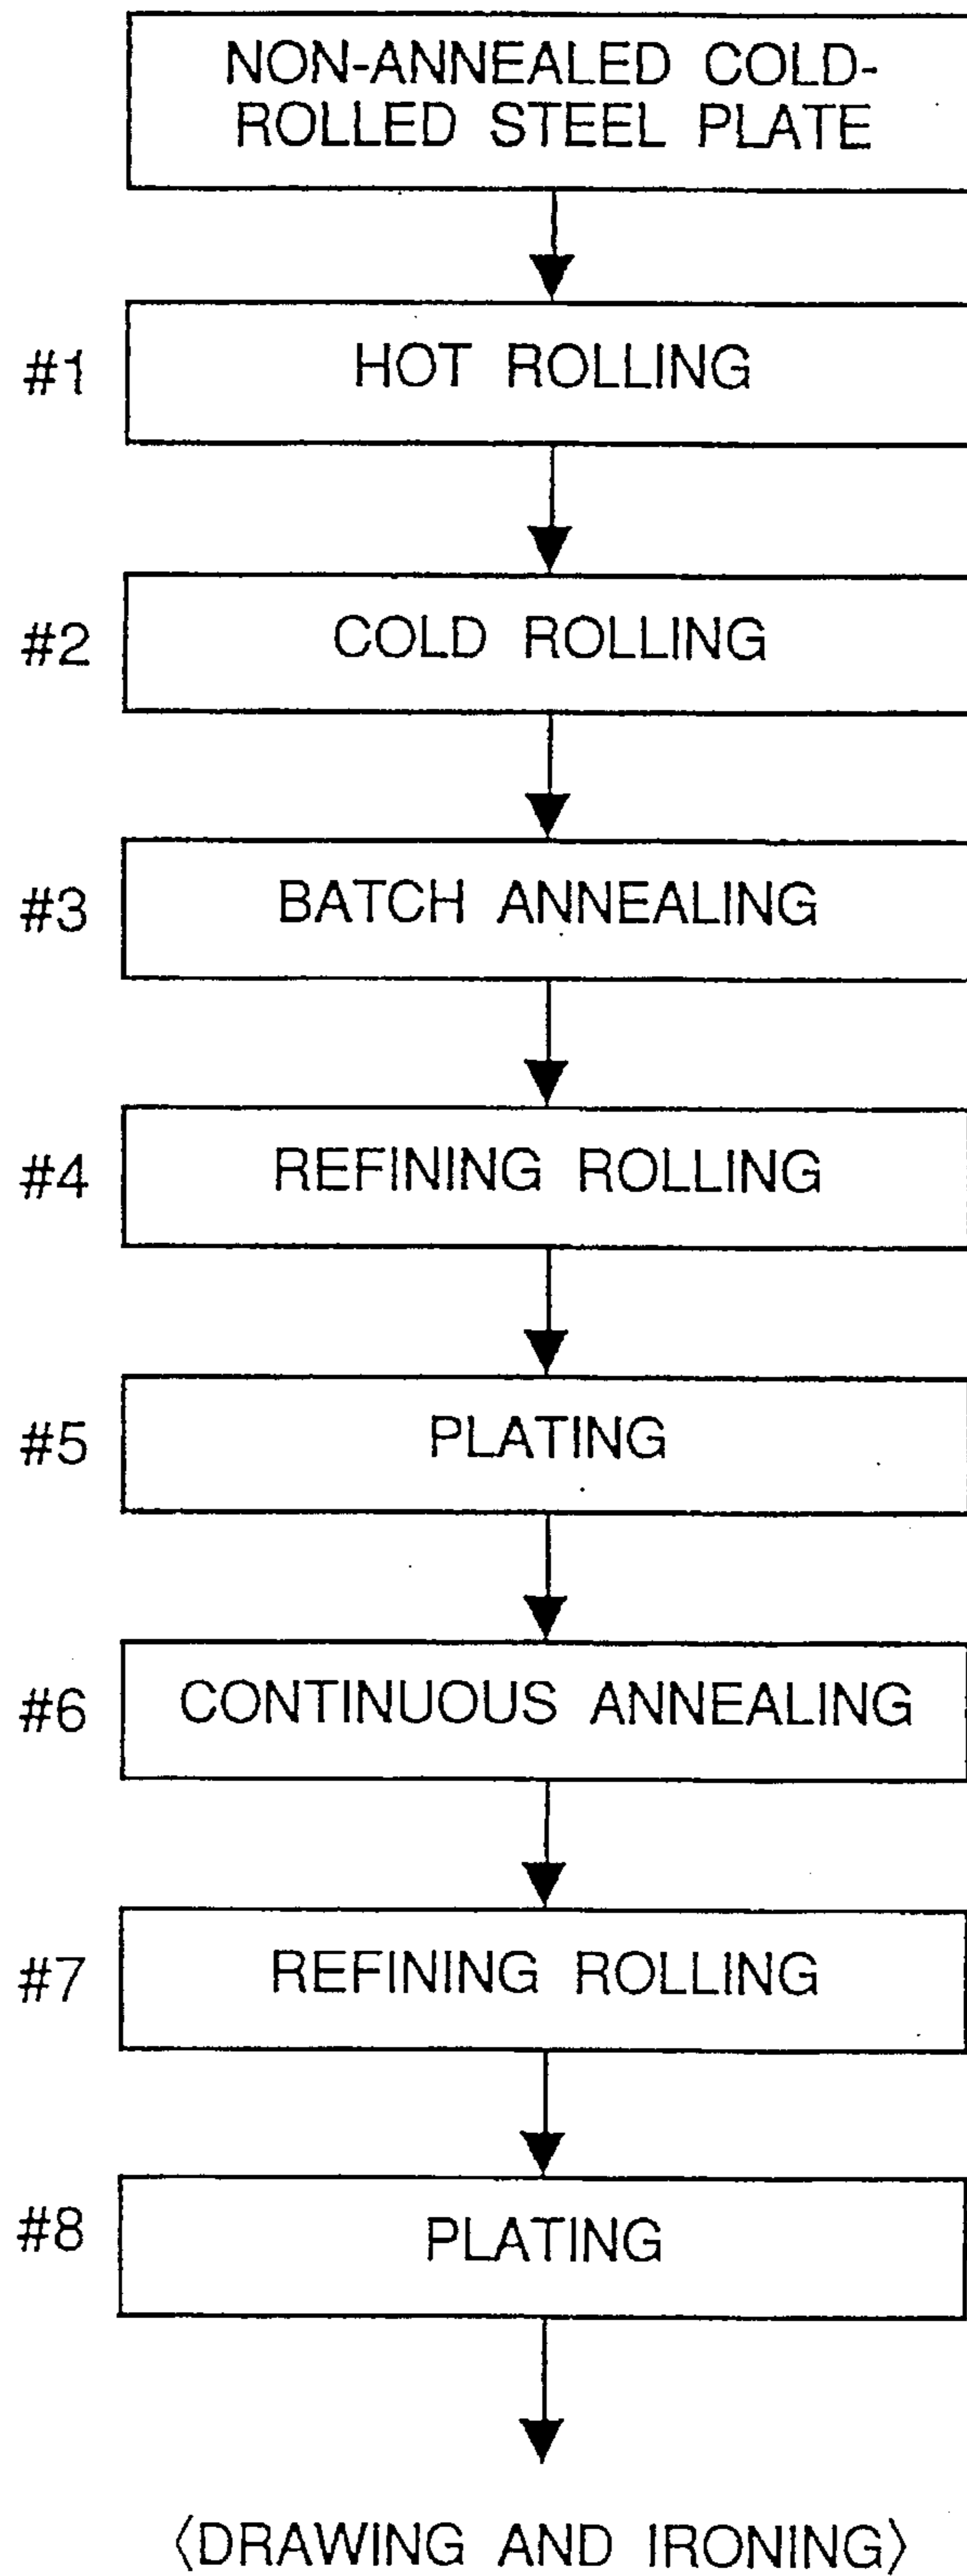 NON-ANNEALED COLD-
ROLLED STEEL PLATE
#1 HOT ROLLING
#2 COLD ROLLING
#3 BATCH ANNEALING
#4 REFINING ROLLING
#5 PLATING
#6 CONTINUOUS ANNEALING
#7 REFINING ROLLING
#8 PLATING
〈DRAWING AND IRONING〉